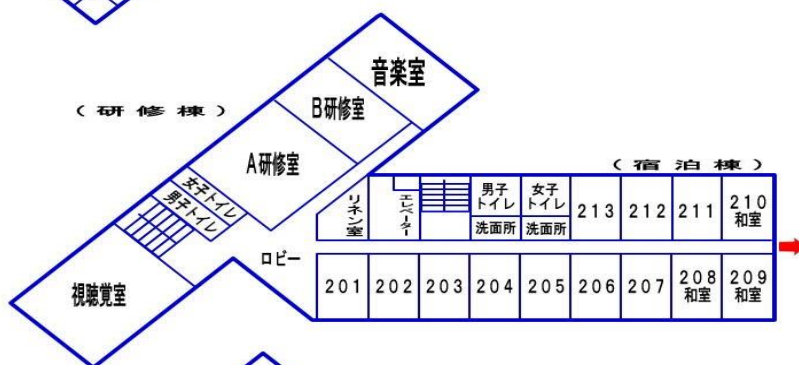 音楽室
B研修室
(研修棟)
A研修室
女子トイレ
男子トイレ
視聴覚室
ロビー
(宿泊棟)
リネン室
エレベーター
男子
トイレ
洗面所
女子
トイレ
洗面所
213
212
211
210
和室
201
202
203
204
205
206
207
208
和室
209
和室